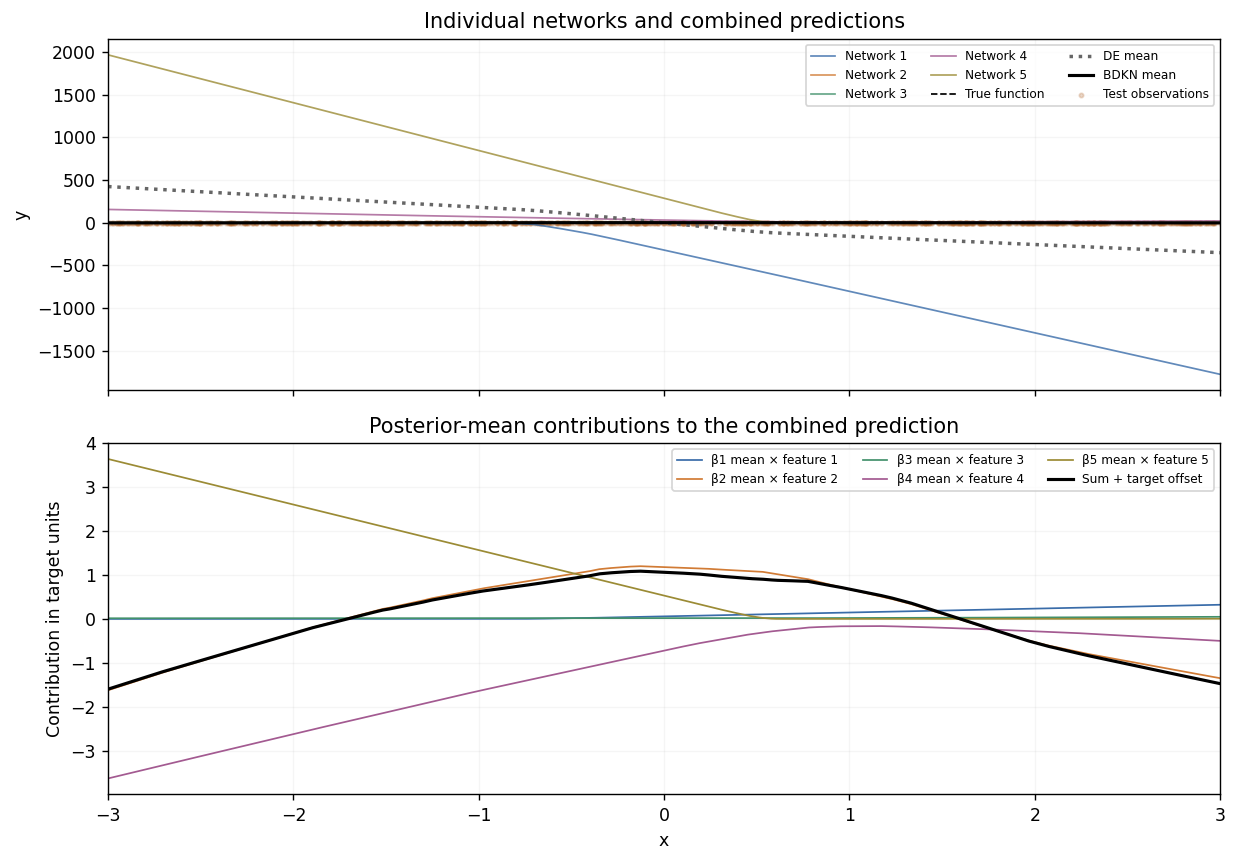 Individual networks and combined predictions
2000
1500
1000
500
0
−500
−1000
−1500
y
Network 1
Network 2
Network 3
Network 4
Network 5
True function
DE mean
BDKN mean
Test observations
Posterior-mean contributions to the combined prediction
4
3
2
1
0
−1
−2
−3
Contribution in target units
β1 mean × feature 1
β2 mean × feature 2
β3 mean × feature 3
β4 mean × feature 4
β5 mean × feature 5
Sum + target offset
−3 −2 −1 0 1 2 3
x